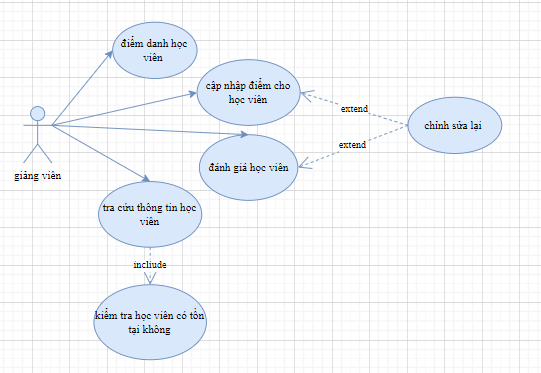 điểm danh học
viên
cập nhập điểm cho
học viên
extend
chỉnh sửa lại
extend
đánh giá học viên
giảng viên
tra cứu thông tin học
viên
incliude
kiểm tra học viên có tồn
tại không